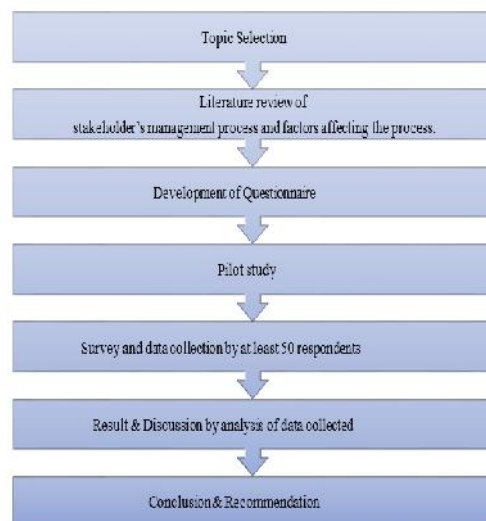 Topic Selection
Literature review of
stakeholder's management process and factors affecting the process.
Development of Questionnaire
Pilot study
Survey and data collection by at least 50 respondents
Result & Discussion by analysis of data collected
Conclusion & Recommendation